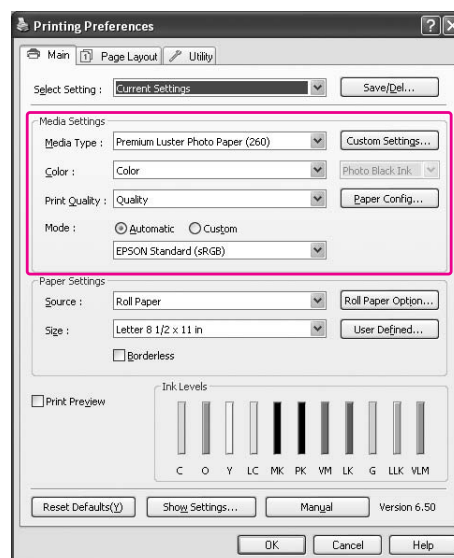 Printing Preferences
Main Page Layout Utility
Select Setting : Current Settings Save/Del...
Media Settings
Media Type : Premium Luster Photo Paper (260) Custom Settings...
Color : Color Photo Black Ink
Print Quality : Quality Paper Config...
Mode : Automatic Custom
EPSON Standard (sRGB)
Paper Settings
Source : Roll Paper Roll Paper Option...
Size : Letter 8 1/2 x 11 in User Defined...
Borderless
Print Preview
Ink Levels
C O Y LC MK PK VM LK G LLK VLM
Reset Defaults(Y) Show Settings... Manual Version 6.50
OK Cancel Help